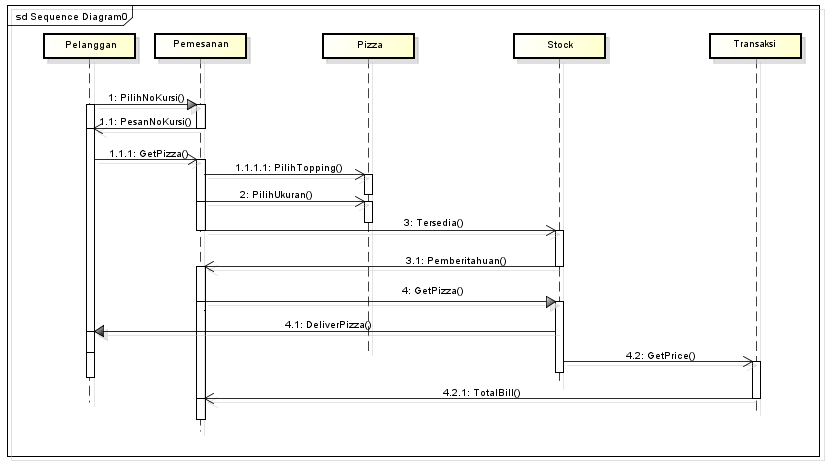 sd Sequence Diagram0
Pelanggan Pemesanan Pizza Stock Transaksi
1: PilihNoKursi()
1.1: PesanNoKursi()
1.1.1: GetPizza()
1.1.1.1: PilihTopping()
2: PilihUkuran()
3: Tersedia()
3.1: Pemberitahuan()
4: GetPizza()
4.1: DeliverPizza()
4.2: GetPrice()
4.2.1: TotalBill()